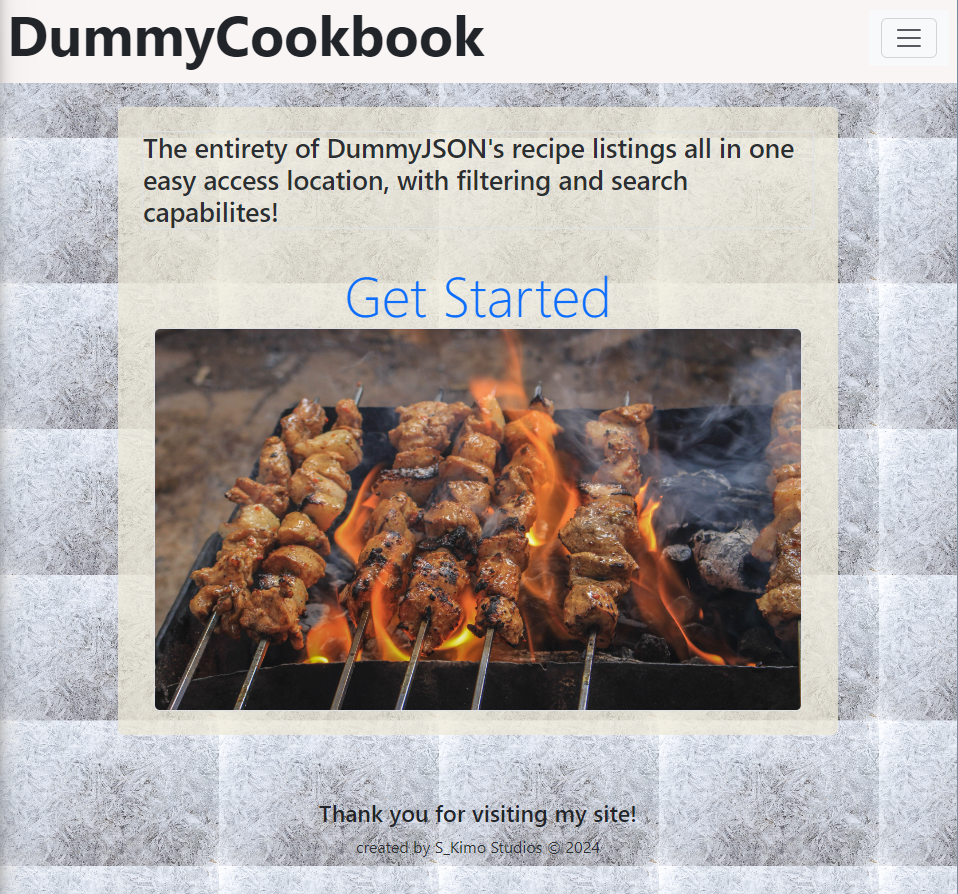 DummyCookbook
The entirety of DummyJSON's recipe listings all in one
easy access location, with filtering and search
capabilites!
Get Started
Thank you for visiting my site!
created by S_Kimo Studios © 2024